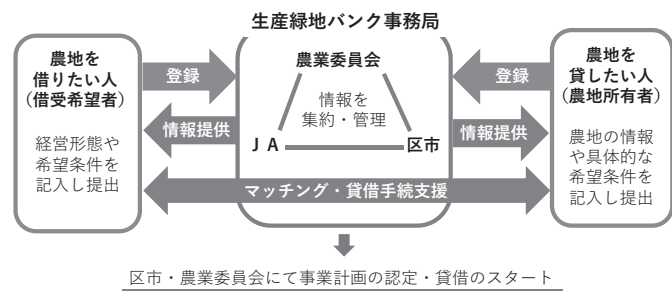 生産緑地バンク事務局
農地を
借りたい人
（借受希望者）
経営形態や
希望条件を
記入し提出
登録
情報提供
農業委員会
情報を
集約・管理
ＪＡ
区市
登録
情報提供
農地を
貸したい人
（農地所有者）
農地の情報
や具体的な
希望条件を
記入し提出
マッチング・貸借手続支援
区市・農業委員会にて事業計画の認定・貸借のスタート